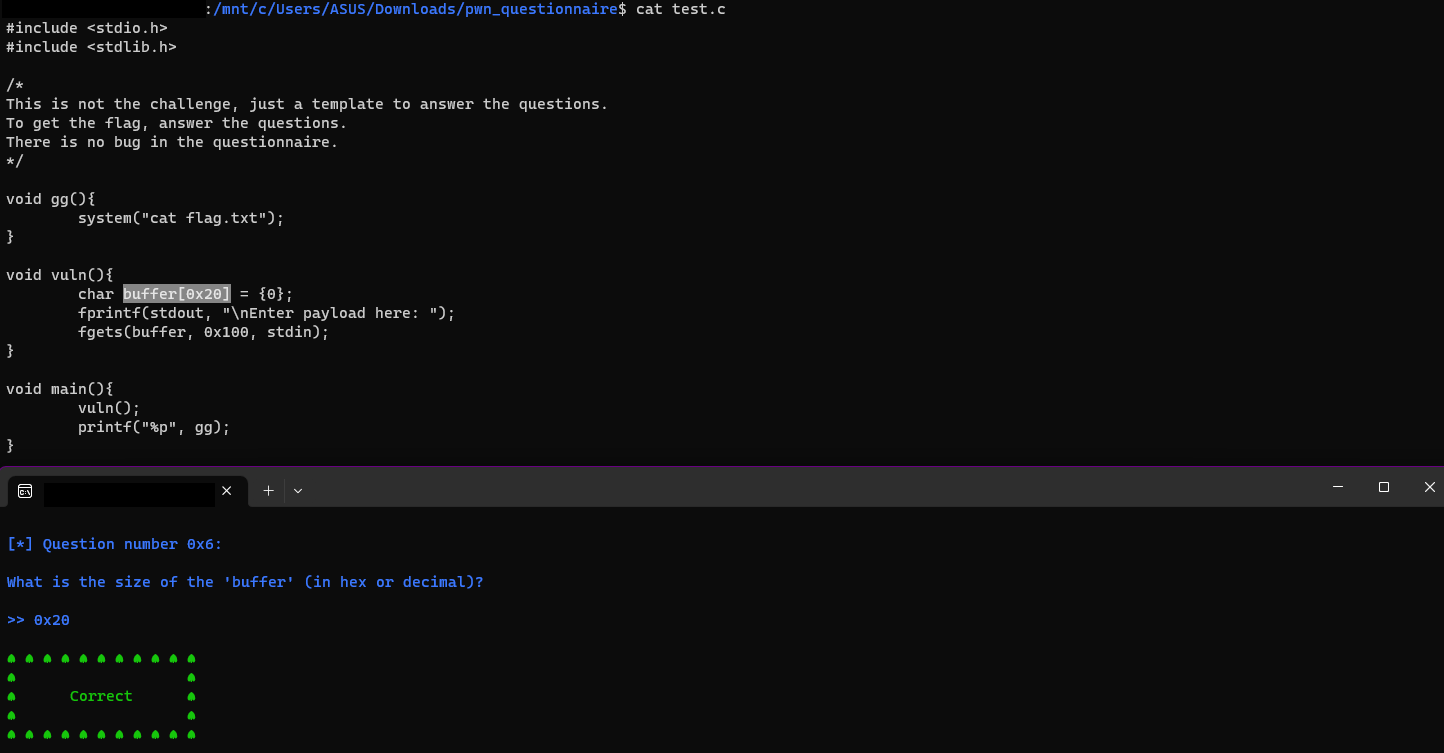 :/mnt/c/Users/ASUS/Downloads/pwn_questionnaire$ cat test.c
#include <stdio.h>
#include <stdlib.h>
/*
This is not the challenge, just a template to answer the questions.
To get the flag, answer the questions.
There is no bug in the questionnaire.
*/
void gg(){
        system("cat flag.txt");
}
void vuln(){
        char buffer[0x20] = {0};
        fprintf(stdout, "\nEnter payload here: ");
        fgets(buffer, 0x100, stdin);
}
void main(){
        vuln();
        printf("%p", gg);
}
[*] Question number 0x6:
What is the size of the 'buffer' (in hex or decimal)?
>> 0x20
♠ ♠ ♠ ♠ ♠ ♠ ♠ ♠ ♠ ♠ ♠
♠                   ♠
♠      Correct      ♠
♠                   ♠
♠ ♠ ♠ ♠ ♠ ♠ ♠ ♠ ♠ ♠ ♠